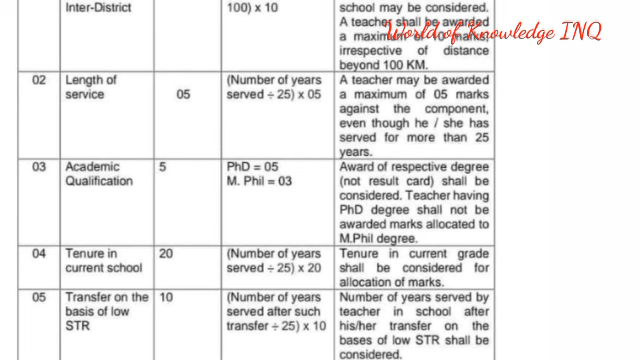 Inter-District
100) x 10
school may be considered.
A teacher shall be awarded
a maximum of 10 marks,
irrespective of distance
beyond 100 KM.
World of Knowledge INQ
02
Length of
service
05
(Number of years
served ÷ 25) x 05
A teacher may be awarded
a maximum of 05 marks
against the component,
even though he / she has
served for more than 25
years.
03
Academic
Qualification
5
PhD = 05
M. Phil = 03
Award of respective degree
(not result card) shall be
considered. Teacher having
PhD degree shall not be
awarded marks allocated to
M.Phil degree.
04
Tenure in
current school
20
(Number of years
served ÷ 25) x 20
Tenure in current grade
shall be considered for
allocation of marks.
05
Transfer on the
basis of low
STR
10
(Number of years
served after such
transfer ÷ 25) x 10
Number of years served by
teacher in school after
his/her transfer on the
bases of low STR shall be
considered.